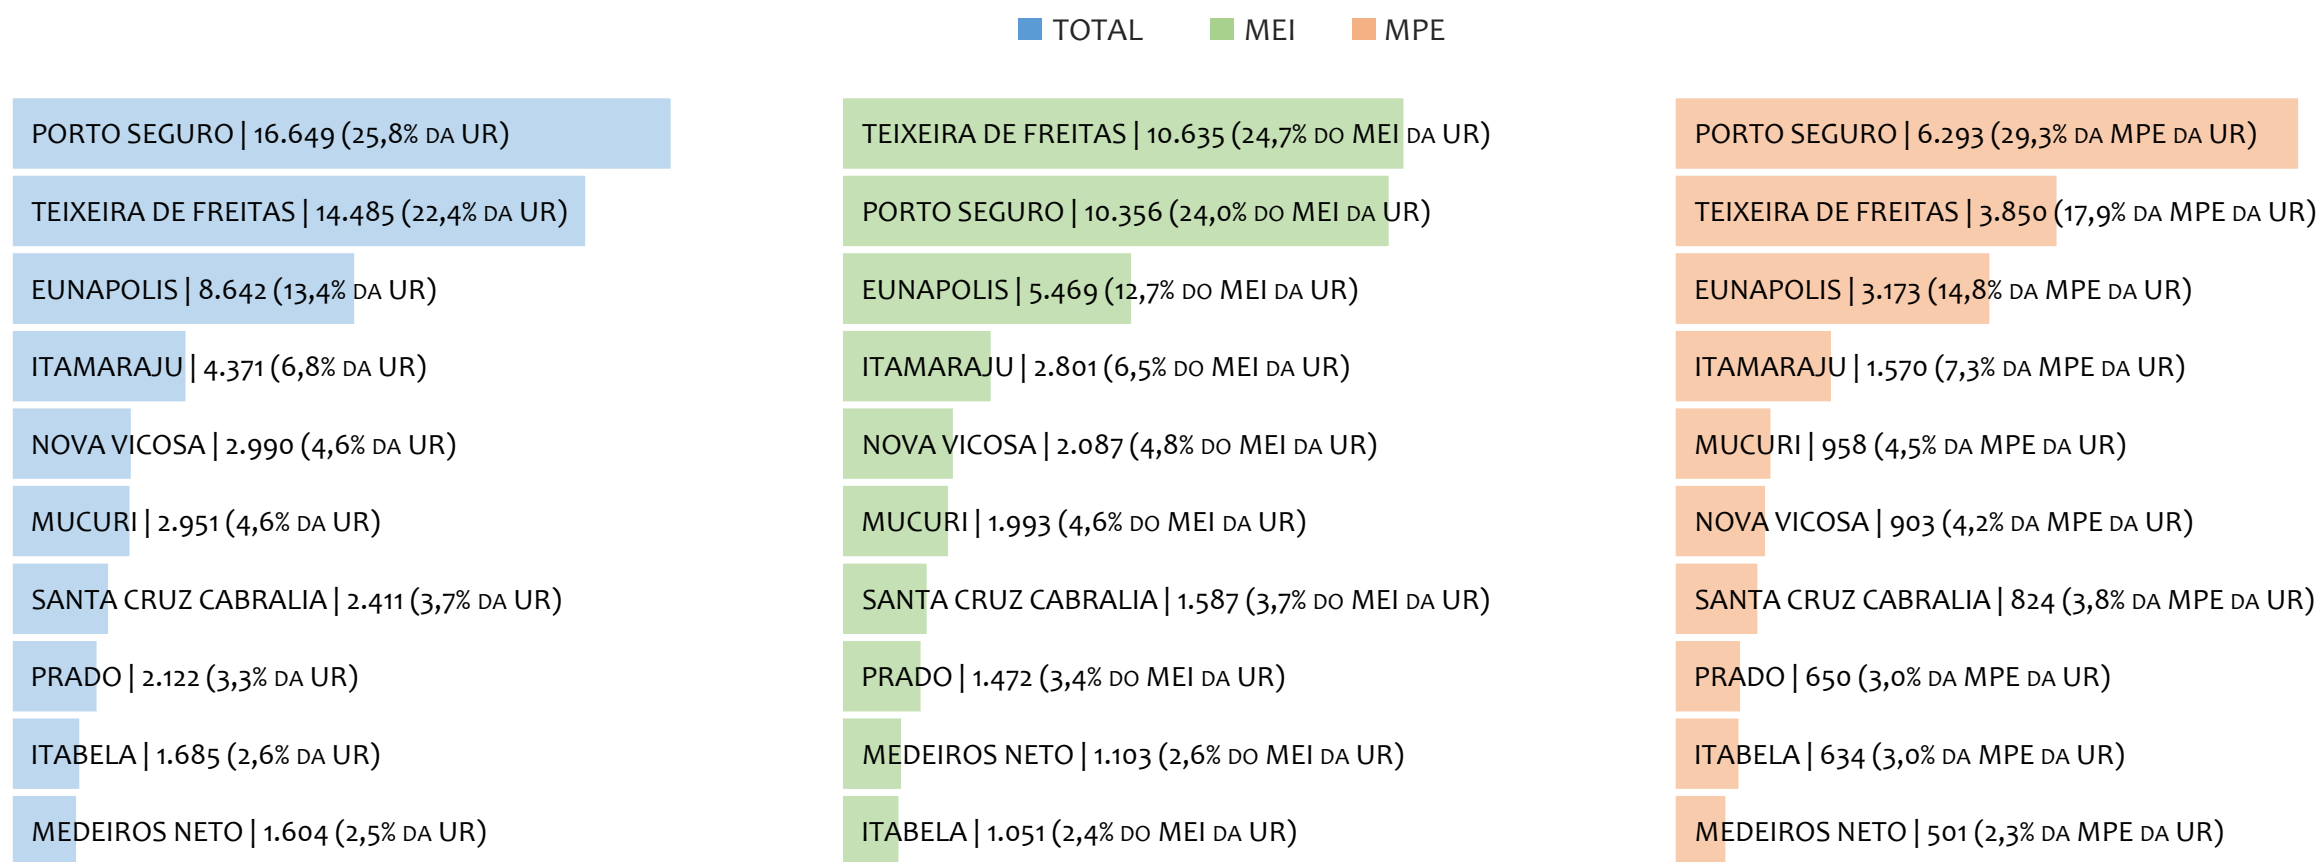 TOTAL MEI MPE
PORTO SEGURO | 16.649 (25,8% DA UR)
TEIXEIRA DE FREITAS | 14.485 (22,4% DA UR)
EUNAPOLIS | 8.642 (13,4% DA UR)
ITAMARAJU | 4.371 (6,8% DA UR)
NOVA VICOSA | 2.990 (4,6% DA UR)
MUCURI | 2.951 (4,6% DA UR)
SANTA CRUZ CABRALIA | 2.411 (3,7% DA UR)
PRADO | 2.122 (3,3% DA UR)
ITABELA | 1.685 (2,6% DA UR)
MEDEIROS NETO | 1.604 (2,5% DA UR)
TEIXEIRA DE FREITAS | 10.635 (24,7% DO MEI DA UR)
PORTO SEGURO | 10.356 (24,0% DO MEI DA UR)
EUNAPOLIS | 5.469 (12,7% DO MEI DA UR)
ITAMARAJU | 2.801 (6,5% DO MEI DA UR)
NOVA VICOSA | 2.087 (4,8% DO MEI DA UR)
MUCURI | 1.993 (4,6% DO MEI DA UR)
SANTA CRUZ CABRALIA | 1.587 (3,7% DO MEI DA UR)
PRADO | 1.472 (3,4% DO MEI DA UR)
MEDEIROS NETO | 1.103 (2,6% DO MEI DA UR)
ITABELA | 1.051 (2,4% DO MEI DA UR)
PORTO SEGURO | 6.293 (29,3% DA MPE DA UR)
TEIXEIRA DE FREITAS | 3.850 (17,9% DA MPE DA UR)
EUNAPOLIS | 3.173 (14,8% DA MPE DA UR)
ITAMARAJU | 1.570 (7,3% DA MPE DA UR)
MUCURI | 958 (4,5% DA MPE DA UR)
NOVA VICOSA | 903 (4,2% DA MPE DA UR)
SANTA CRUZ CABRALIA | 824 (3,8% DA MPE DA UR)
PRADO | 650 (3,0% DA MPE DA UR)
ITABELA | 634 (3,0% DA MPE DA UR)
MEDEIROS NETO | 501 (2,3% DA MPE DA UR)